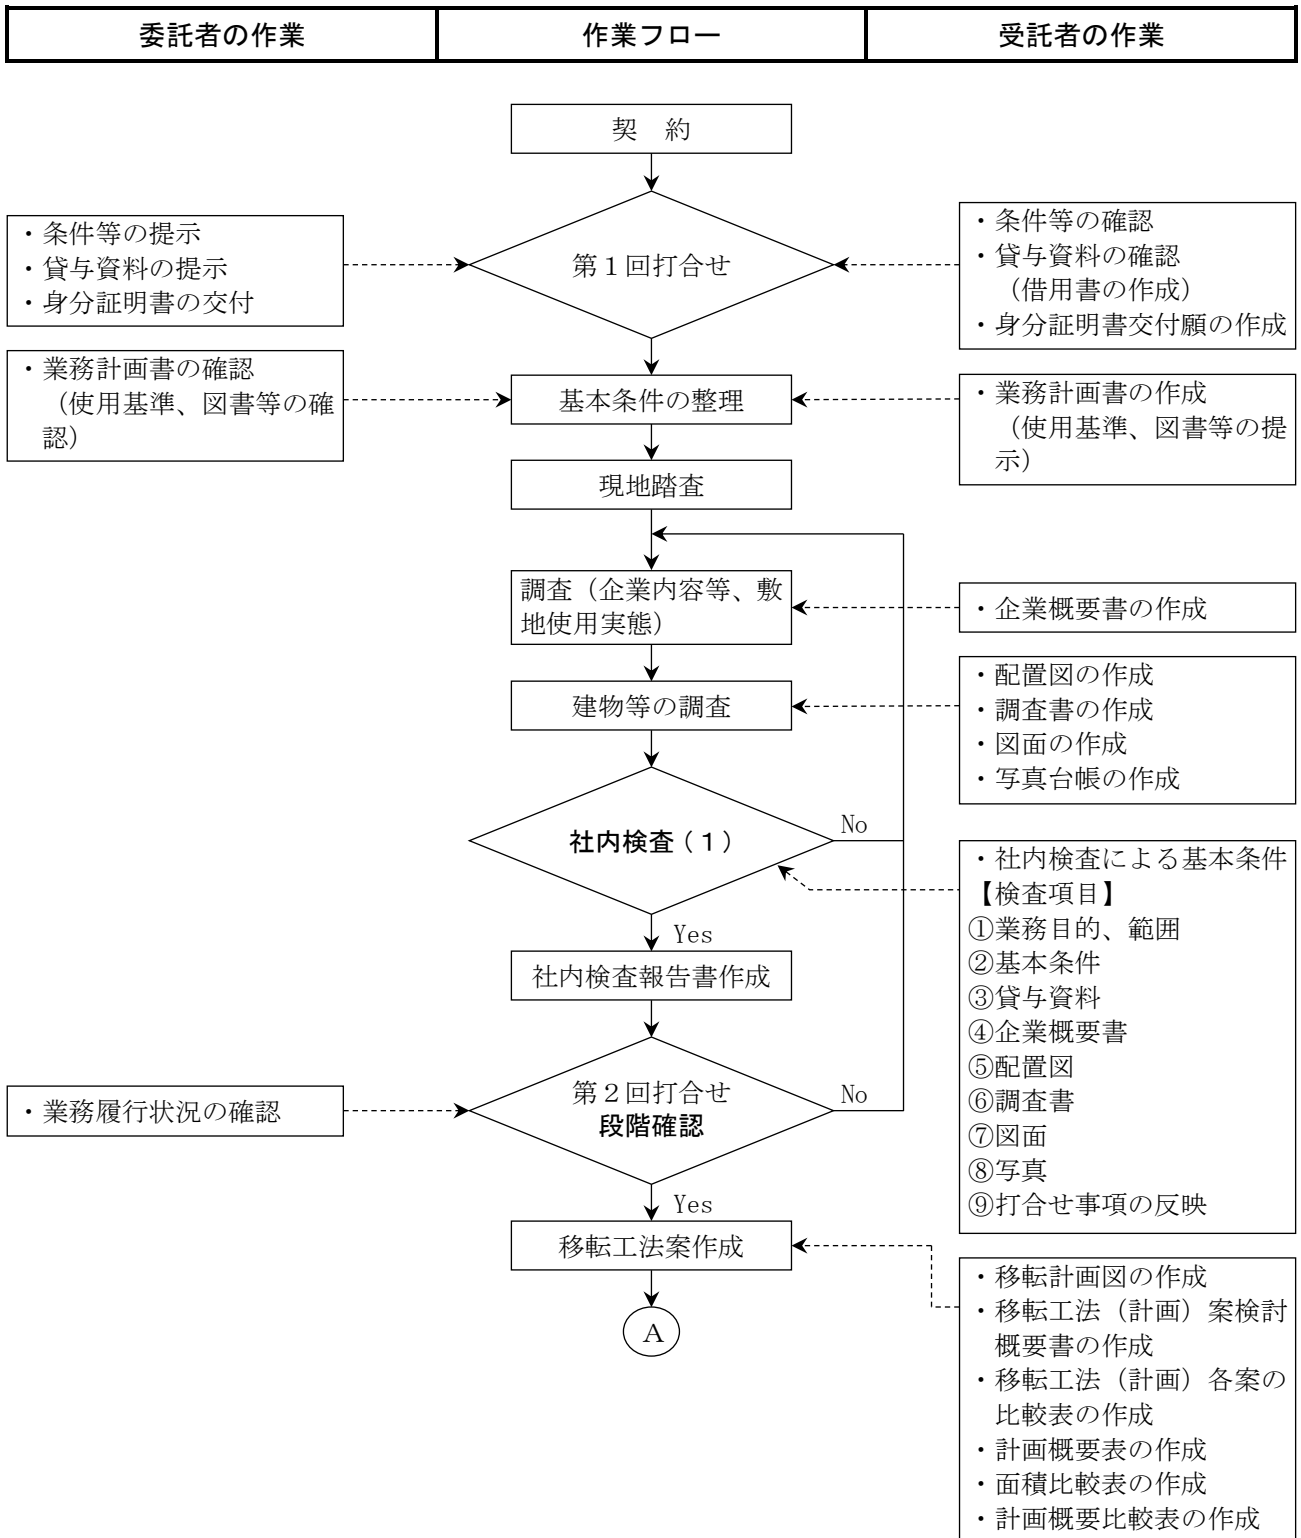 委託者の作業
作業フロー
受託者の作業
契　約
・条件等の提示
・貸与資料の提示
・身分証明書の交付
第１回打合せ
・条件等の確認
・貸与資料の確認
（借用書の作成）
・身分証明書交付願の作成
・業務計画書の確認
（使用基準、図書等の確
認）
基本条件の整理
・業務計画書の作成
（使用基準、図書等の提
示）
現地踏査
調査（企業内容等、敷
地使用実態）
・企業概要書の作成
建物等の調査
・配置図の作成
・調査書の作成
・図面の作成
・写真台帳の作成
社内検査（１）
No
Yes
・社内検査による基本条件
【検査項目】
①業務目的、範囲
②基本条件
③貸与資料
④企業概要書
⑤配置図
⑥調査書
⑦図面
⑧写真
⑨打合せ事項の反映
社内検査報告書作成
・業務履行状況の確認
第２回打合せ
段階確認
No
Yes
移転工法案作成
・移転計画図の作成
・移転工法（計画）案検討
概要書の作成
・移転工法（計画）各案の
比較表の作成
・計画概要表の作成
・面積比較表の作成
・計画概要比較表の作成
A